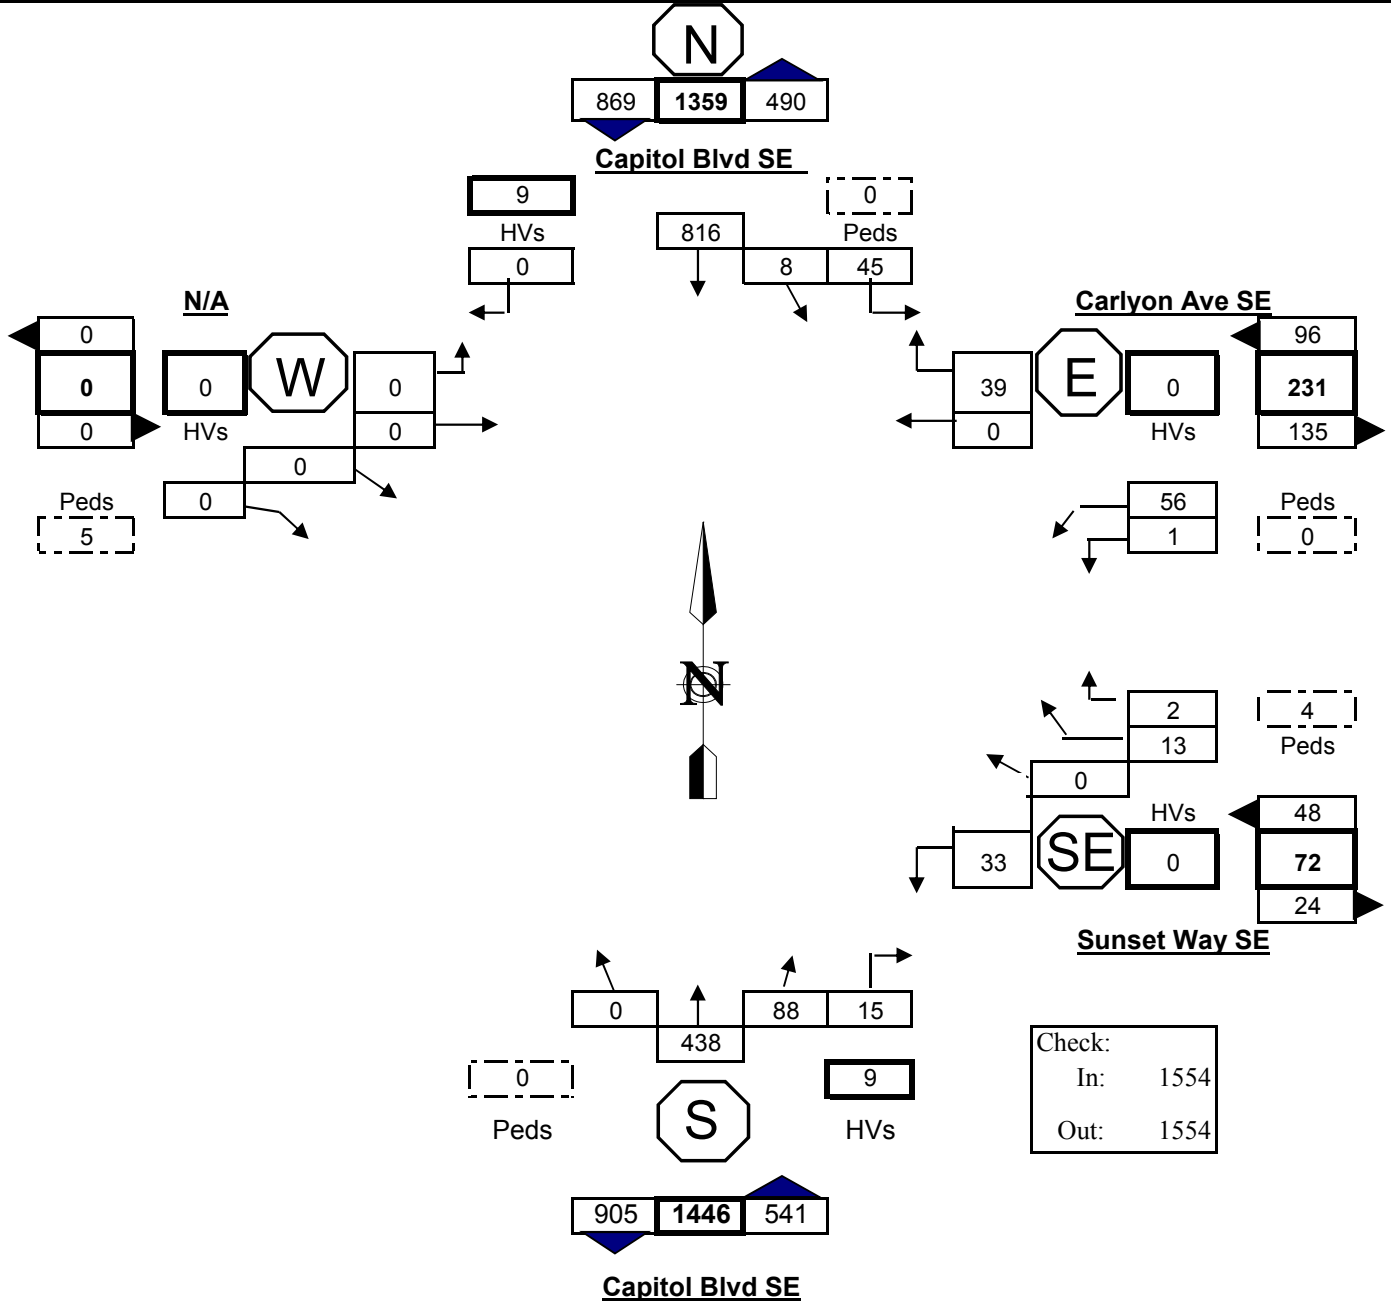 N
869 1359 490
Capitol Blvd SE
9
0
HVs
816
Peds
0
8
45
N/A
Carlyon Ave SE
0
96
0
0
W
0
39
E
0
231
0
HVs
0
0
HVs
135
0
0
Peds
56
Peds
5
1
0
N
2
4
13
Peds
0
HVs
48
33
SE
0
72
24
Sunset Way SE
0
88
15
438
Check:
0
9
In: 1554
Peds
S
HVs
Out: 1554
905 1446 541
Capitol Blvd SE